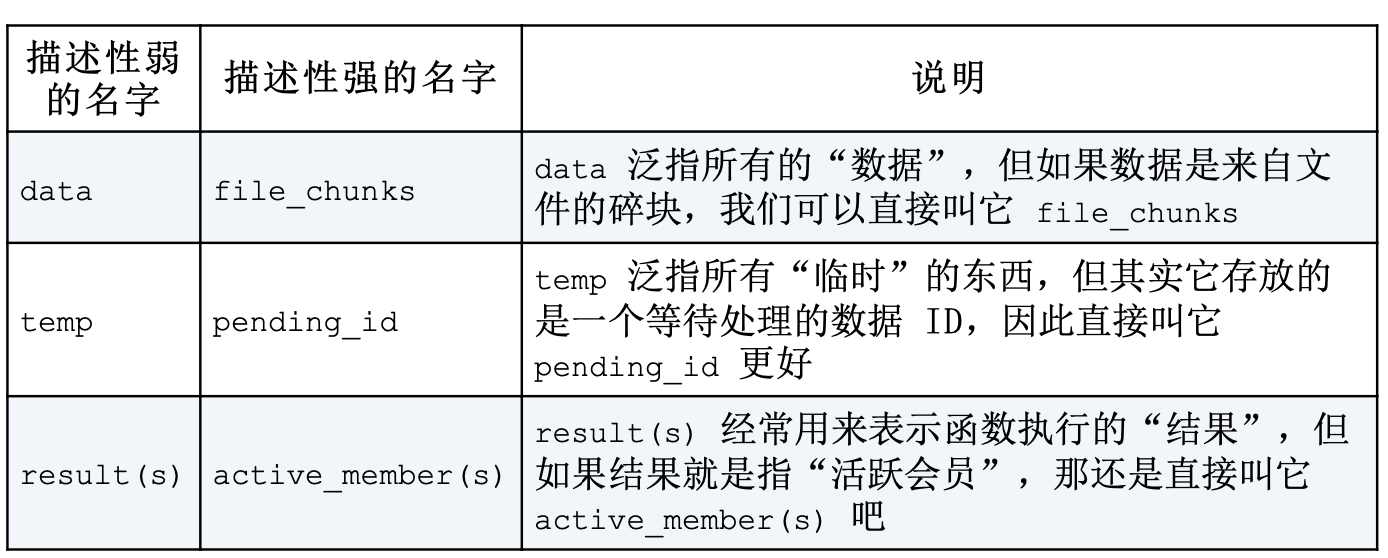 描述性弱
的名字
描述性强的名字
说明
data
file_chunks
data 泛指所有的“数据”，但如果数据是来自文
件的碎块，我们可以直接叫它 file_chunks
temp
pending_id
temp 泛指所有“临时”的东西，但其实它存放的
是一个等待处理的数据 ID，因此直接叫它
pending_id 更好
result(s)
active_member(s)
result(s) 经常用来表示函数执行的“结果”，但
如果结果就是指“活跃会员”，那还是直接叫它
active_member(s) 吧